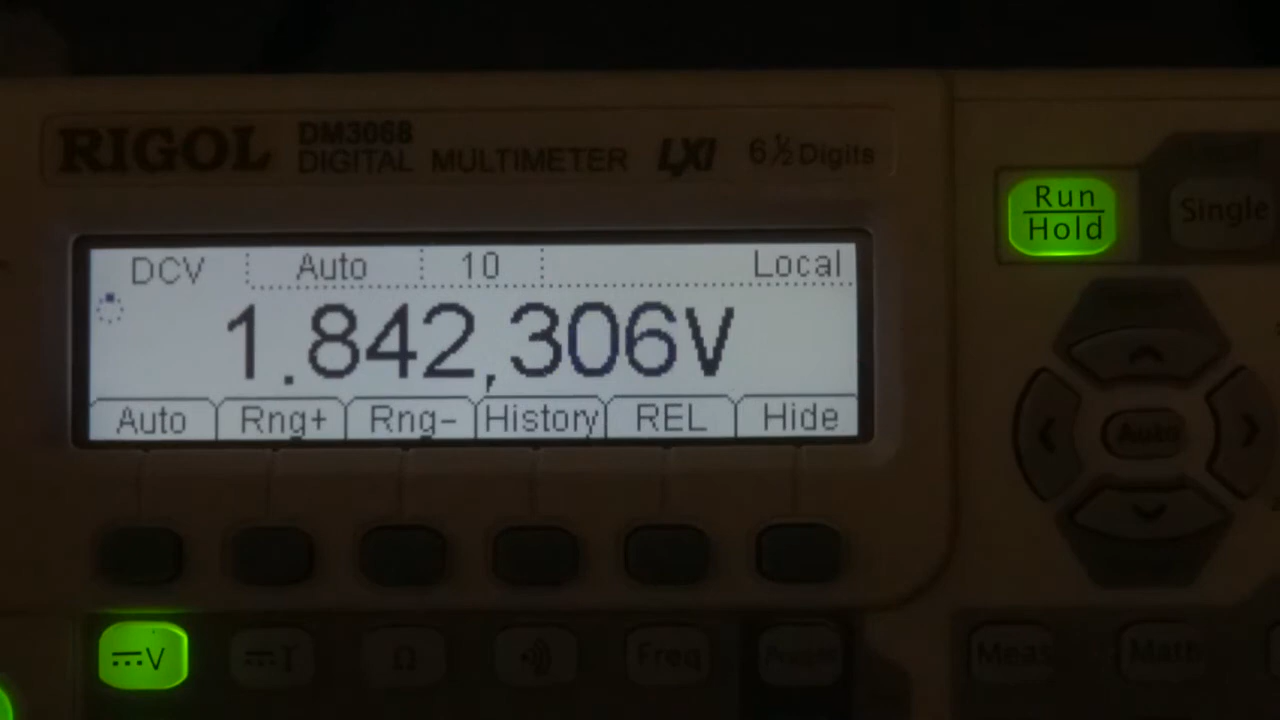 RIGOL DM3068 DIGITAL MULTIMETER LXI 6½ Digits
Run Hold Single
DCV Auto 10 Local
1.842,306V
Auto Rng+ Rng- History REL Hide
Auto
V Ω Freq Meas Math